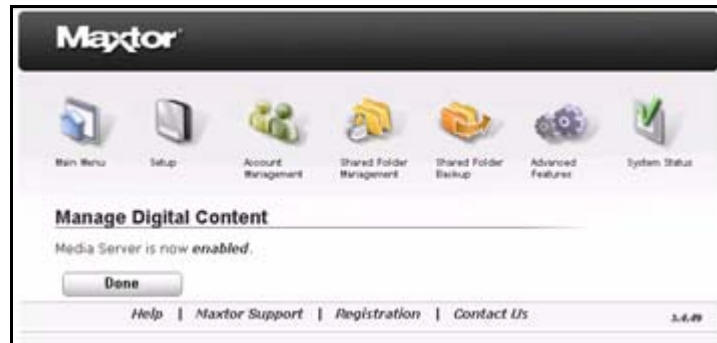 Maxtor
Main Menu
Setup
Account Management
Shared Folder Management
Shared Folder Backup
Advanced Features
System Status
Manage Digital Content
Media Server is now enabled.
Done
Help | Maxtor Support | Registration | Contact Us